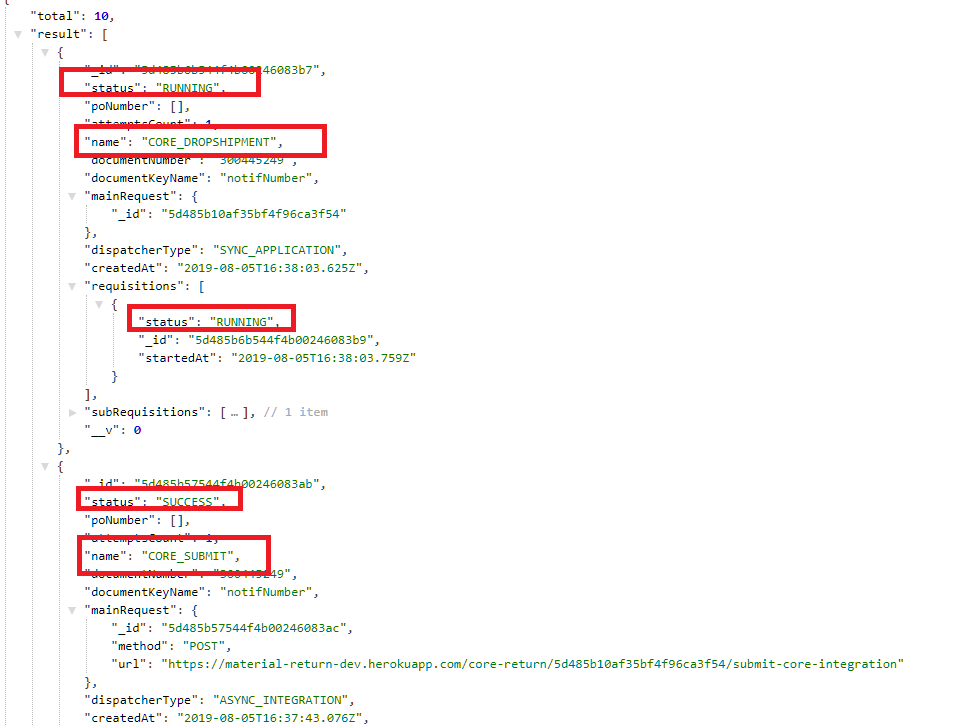 {
"total": 10,
"result": [
{
"_id": "5d485b6b544f4b00246083b7",
"status": "RUNNING",
"poNumber": [],
"attemptsCount": 1,
"name": "CORE_DROPSHIPMENT",
"documentNumber": "300445249",
"documentKeyName": "notifNumber",
"mainRequest": {
"_id": "5d485b10af35bf4f96ca3f54"
},
"dispatcherType": "SYNC_APPLICATION",
"createdAt": "2019-08-05T16:38:03.625Z",
"requisitions": [
{
"status": "RUNNING",
"_id": "5d485b6b544f4b00246083b9",
"startedAt": "2019-08-05T16:38:03.759Z"
}
],
"subRequisitions": [ … ], // 1 item
"__v": 0
},
{
"_id": "5d485b57544f4b00246083ab",
"status": "SUCCESS",
"poNumber": [],
"attemptsCount": 1,
"name": "CORE_SUBMIT",
"documentNumber": "300445249",
"documentKeyName": "notifNumber",
"mainRequest": {
"_id": "5d485b57544f4b00246083ac",
"method": "POST",
"url": "https://material-return-dev.herokuapp.com/core-return/5d485b10af35bf4f96ca3f54/submit-core-integration"
},
"dispatcherType": "ASYNC_INTEGRATION",
"createdAt": "2019-08-05T16:37:43.076Z",